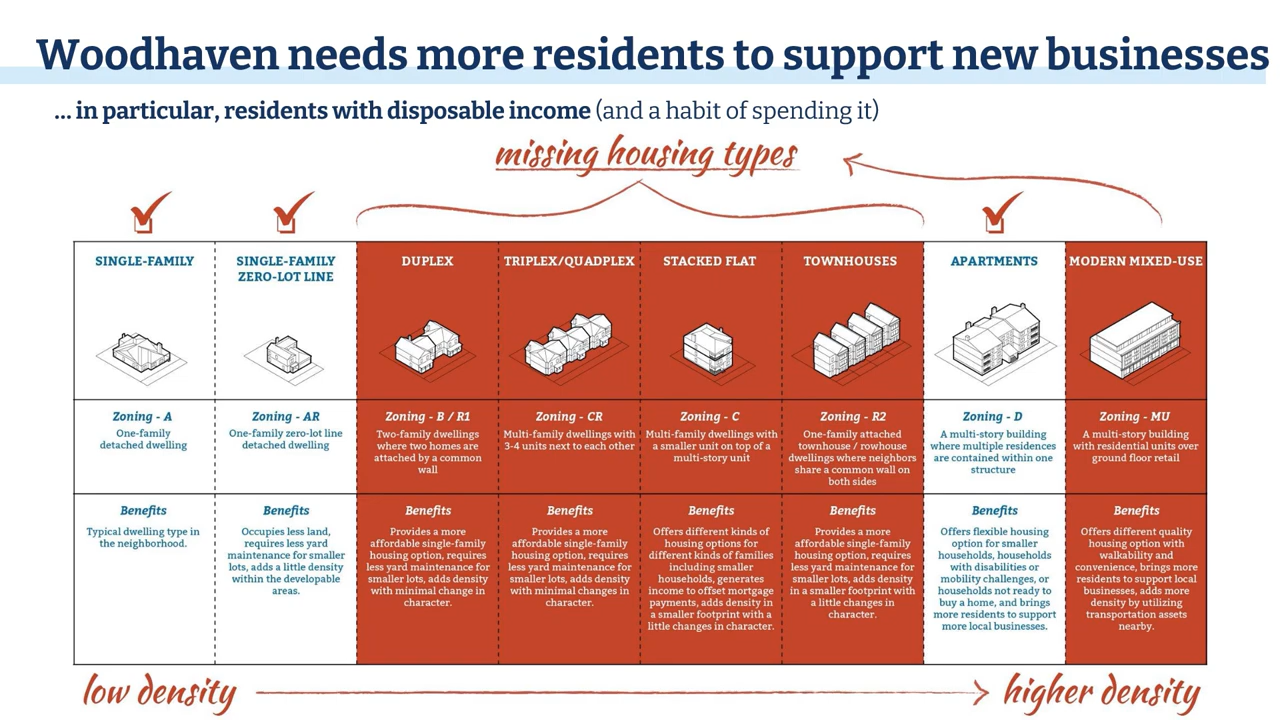 Woodhaven needs more residents to support new businesses
... in particular, residents with disposable income (and a habit of spending it)
missing housing types
SINGLE-FAMILY
SINGLE-FAMILY
ZERO-LOT LINE
DUPLEX
TRIPLEX/QUADPLEX
STACKED FLAT
TOWNHOUSES
APARTMENTS
MODERN MIXED-USE
Zoning - A
One-family
detached dwelling
Zoning - AR
One-family zero-lot line
detached dwelling
Zoning - B / R1
Two-family dwellings
where two homes are
attached by a common
wall
Zoning - CR
Multi-family dwellings with
3-4 units next to each other
Zoning - C
Multi-family dwellings with
a smaller unit on top of a
multi-story unit
Zoning - R2
One-family attached
townhouse / rowhouse
dwellings where neighbors
share a common wall on
both sides
Zoning - D
A multi-story building
where multiple residences
are contained within one
structure
Zoning - MU
A multi-story building
with residential units over
ground floor retail
Benefits
Typical dwelling type in
the neighborhood.
Benefits
Occupies less land,
requires less yard
maintenance for smaller
lots, adds a little density
within the developable
areas.
Benefits
Provides a more
affordable single-family
housing option, requires
less yard maintenance for
smaller lots, adds density
with minimal change in
character.
Benefits
Provides a more
affordable single-family
housing option, requires
less yard maintenance for
smaller lots, adds density
with minimal changes in
character.
Benefits
Offers different kinds of
housing options for
different kinds of families
including smaller
households, generates
income to offset mortgage
payments, adds density in
a smaller footprint with a
little changes in character.
Benefits
Provides a more
affordable single-family
housing option, requires
less yard maintenance for
smaller lots, adds density
in a smaller footprint with
a little changes in
character.
Benefits
Offers flexible housing
option for smaller
households, households
with disabilities or
mobility challenges, or
households not ready to
buy a home, and brings
more residents to support
more local businesses.
Benefits
Offers different quality
housing option with
walkability and
convenience, brings more
residents to support local
businesses, adds more
density by utilizing
transportation assets
nearby.
low density
higher density